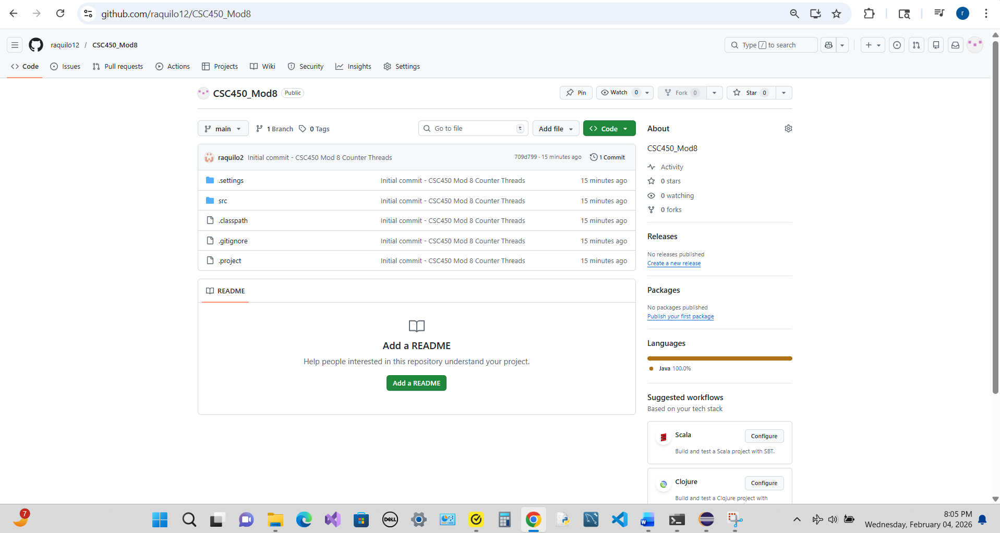 github.com/raquilo12/CSC450_Mod8
r
raquilo12 / CSC450_Mod8
Type / to search
Code Issues Pull requests Actions Projects Wiki Security Insights Settings
CSC450_Mod8 Public
Pin Watch 0 Fork 0 Star 0
main 1 Branch 0 Tags Go to file t Add file Code
raquilo2 Initial commit - CSC450 Mod 8 Counter Threads 709d799 · 15 minutes ago 1 Commit
.settings Initial commit - CSC450 Mod 8 Counter Threads 15 minutes ago
src Initial commit - CSC450 Mod 8 Counter Threads 15 minutes ago
.classpath Initial commit - CSC450 Mod 8 Counter Threads 15 minutes ago
.gitignore Initial commit - CSC450 Mod 8 Counter Threads 15 minutes ago
.project Initial commit - CSC450 Mod 8 Counter Threads 15 minutes ago
README
Add a README
Help people interested in this repository understand your project.
Add a README
About
CSC450_Mod8
Activity
0 stars
0 watching
0 forks
Releases
No releases published
Create a new release
Packages
No packages published
Publish your first package
Languages
Java 100.0%
Suggested workflows
Based on your tech stack
Scala Configure
Build and test a Scala project with SBT.
Clojure Configure
Build and test a Clojure project with
7
DELL
8:05 PM
Wednesday, February 04, 2026